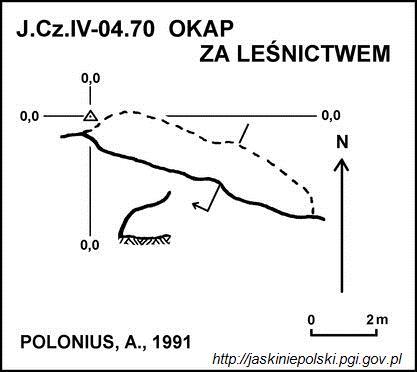 J.Cz.IV-04.70 OKAP
ZA LEŚNICTWEM
0,0
0,0
0,0
N
0,0
0
2 m
POLONIUS, A., 1991
http://jaskiniepolski.pgi.gov.pl